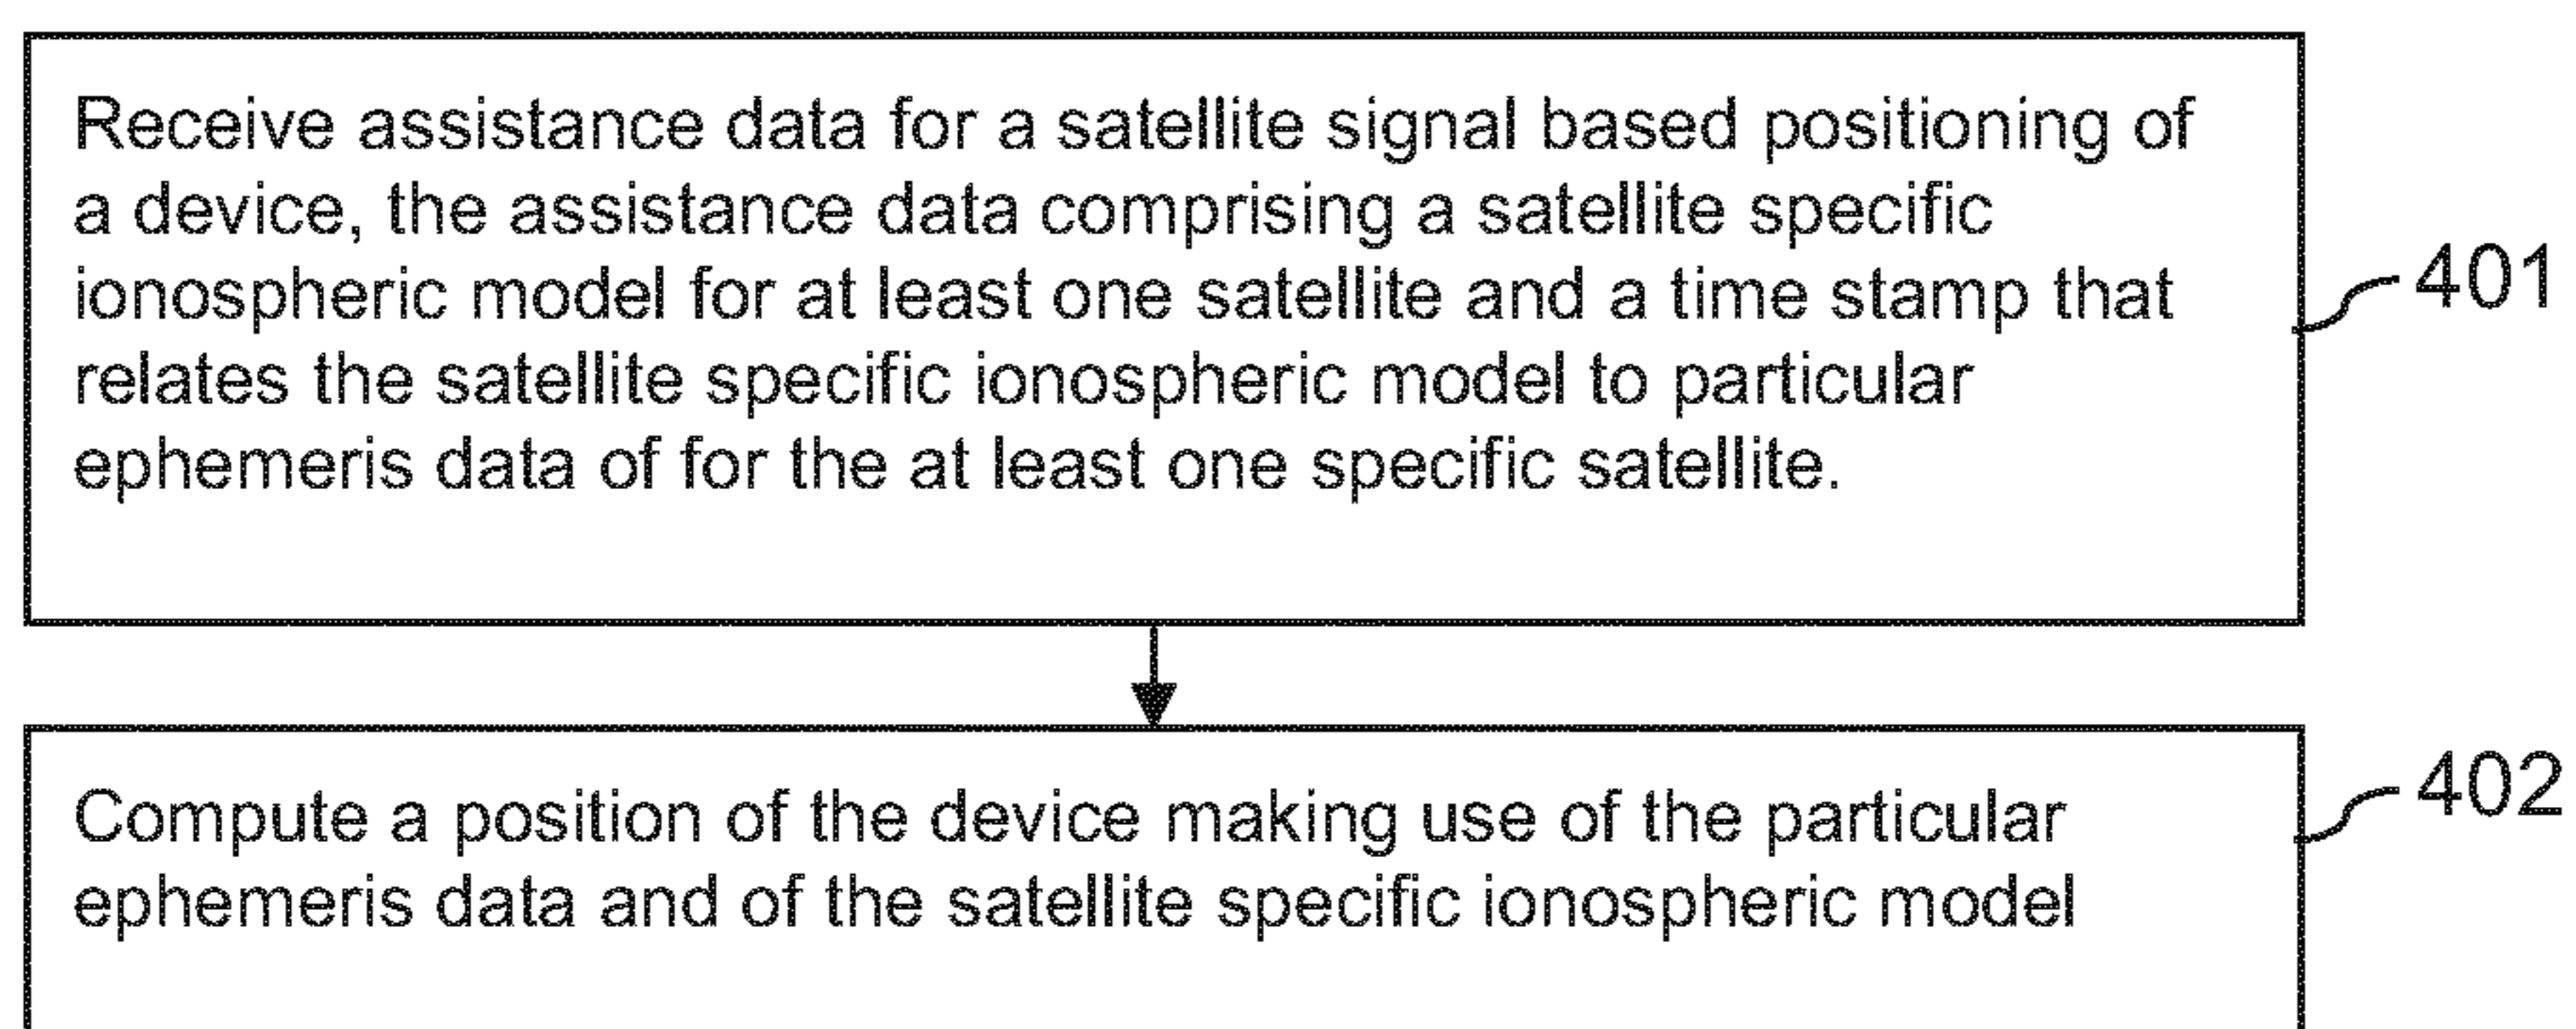 Receive assistance data for a satellite signal based positioning of
a device, the assistance data comprising a satellite specific
ionospheric model for at least one satellite and a time stamp that
relates the satellite specific ionospheric model to particular
ephemeris data of for the at least one specific satellite.
401
Compute a position of the device making use of the particular
ephemeris data and of the satellite specific ionospheric model
402